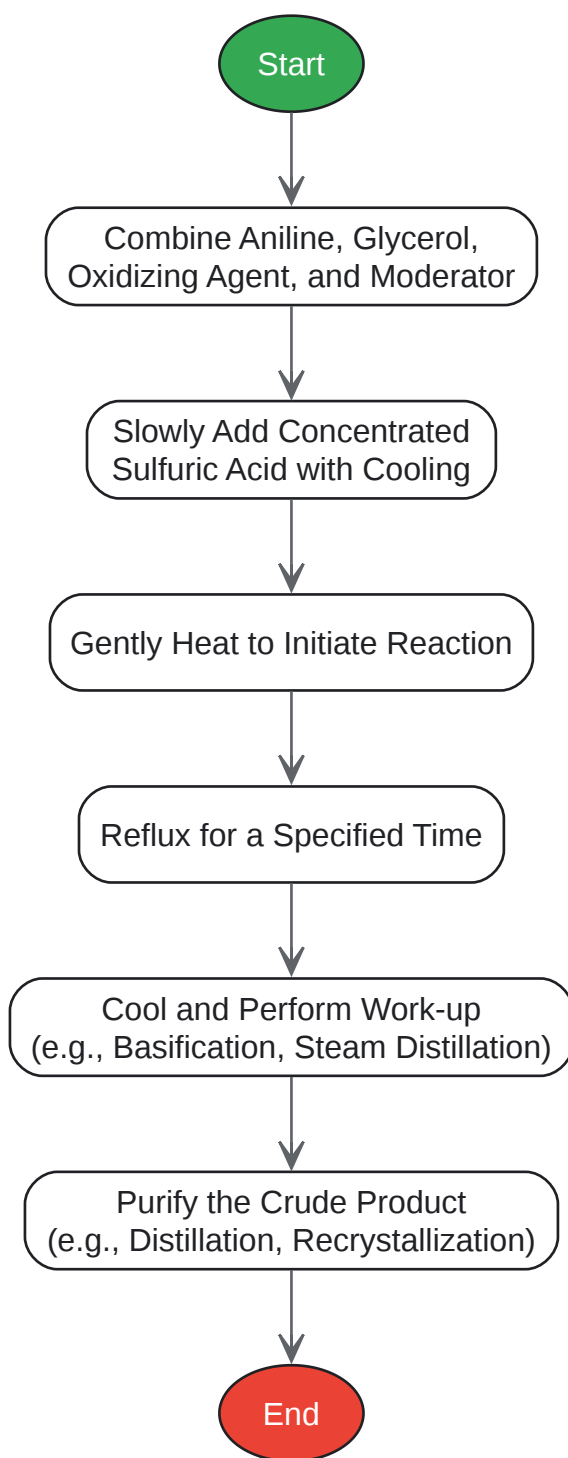 Start
Combine Aniline, Glycerol,
Oxidizing Agent, and Moderator
Slowly Add Concentrated
Sulfuric Acid with Cooling
Gently Heat to Initiate Reaction
Reflux for a Specified Time
Cool and Perform Work-up
(e.g., Basification, Steam Distillation)
Purify the Crude Product
(e.g., Distillation, Recrystallization)
End